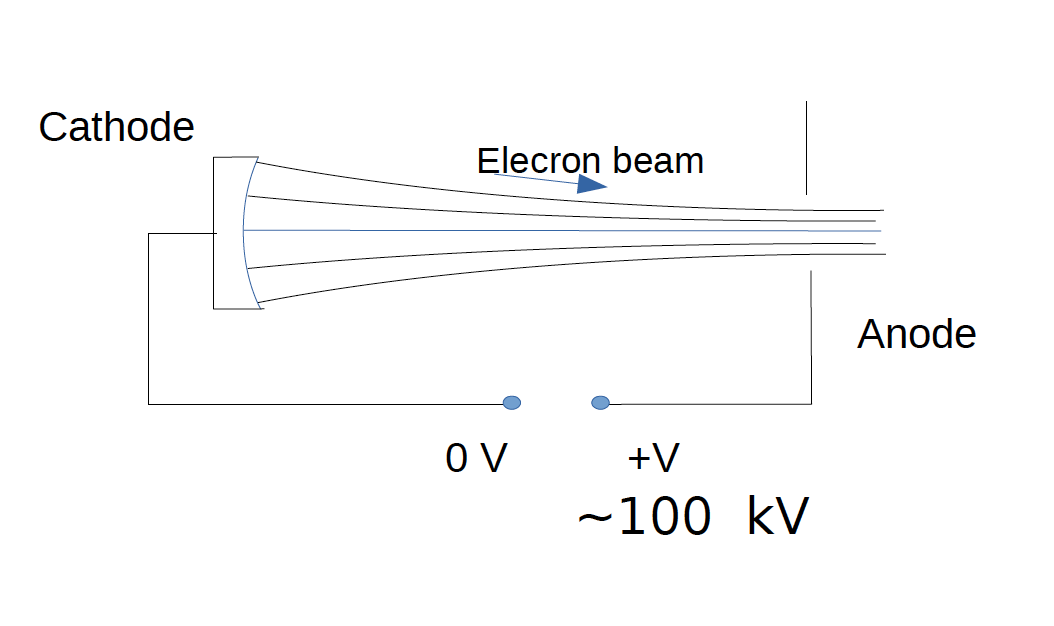 Cathode
Elecron beam
Anode
0 V
+V
~100 kV